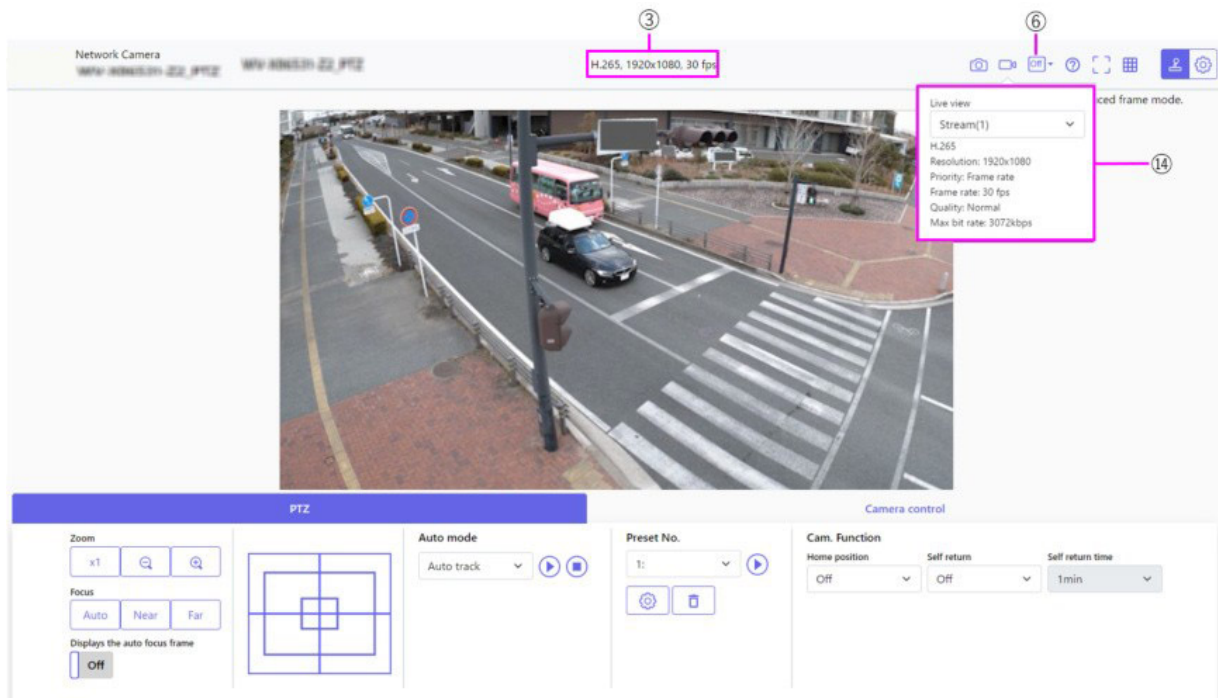 ③
⑥
Network Camera
H.265, 1920x1080, 30 fps
Off
Live view
ced frame mode.
Stream(1)
H.265
Resolution: 1920x1080
⑭
Priority: Frame rate
Frame rate: 30 fps
Quality: Normal
Max bit rate: 3072kbps
PTZ
Camera control
Zoom
Auto mode
Preset No.
Cam. Function
Home position
Self return
Self return time
x1
Auto track
1:
Off
Off
1min
Focus
Auto
Near
Far
Displays the auto focus frame
Off